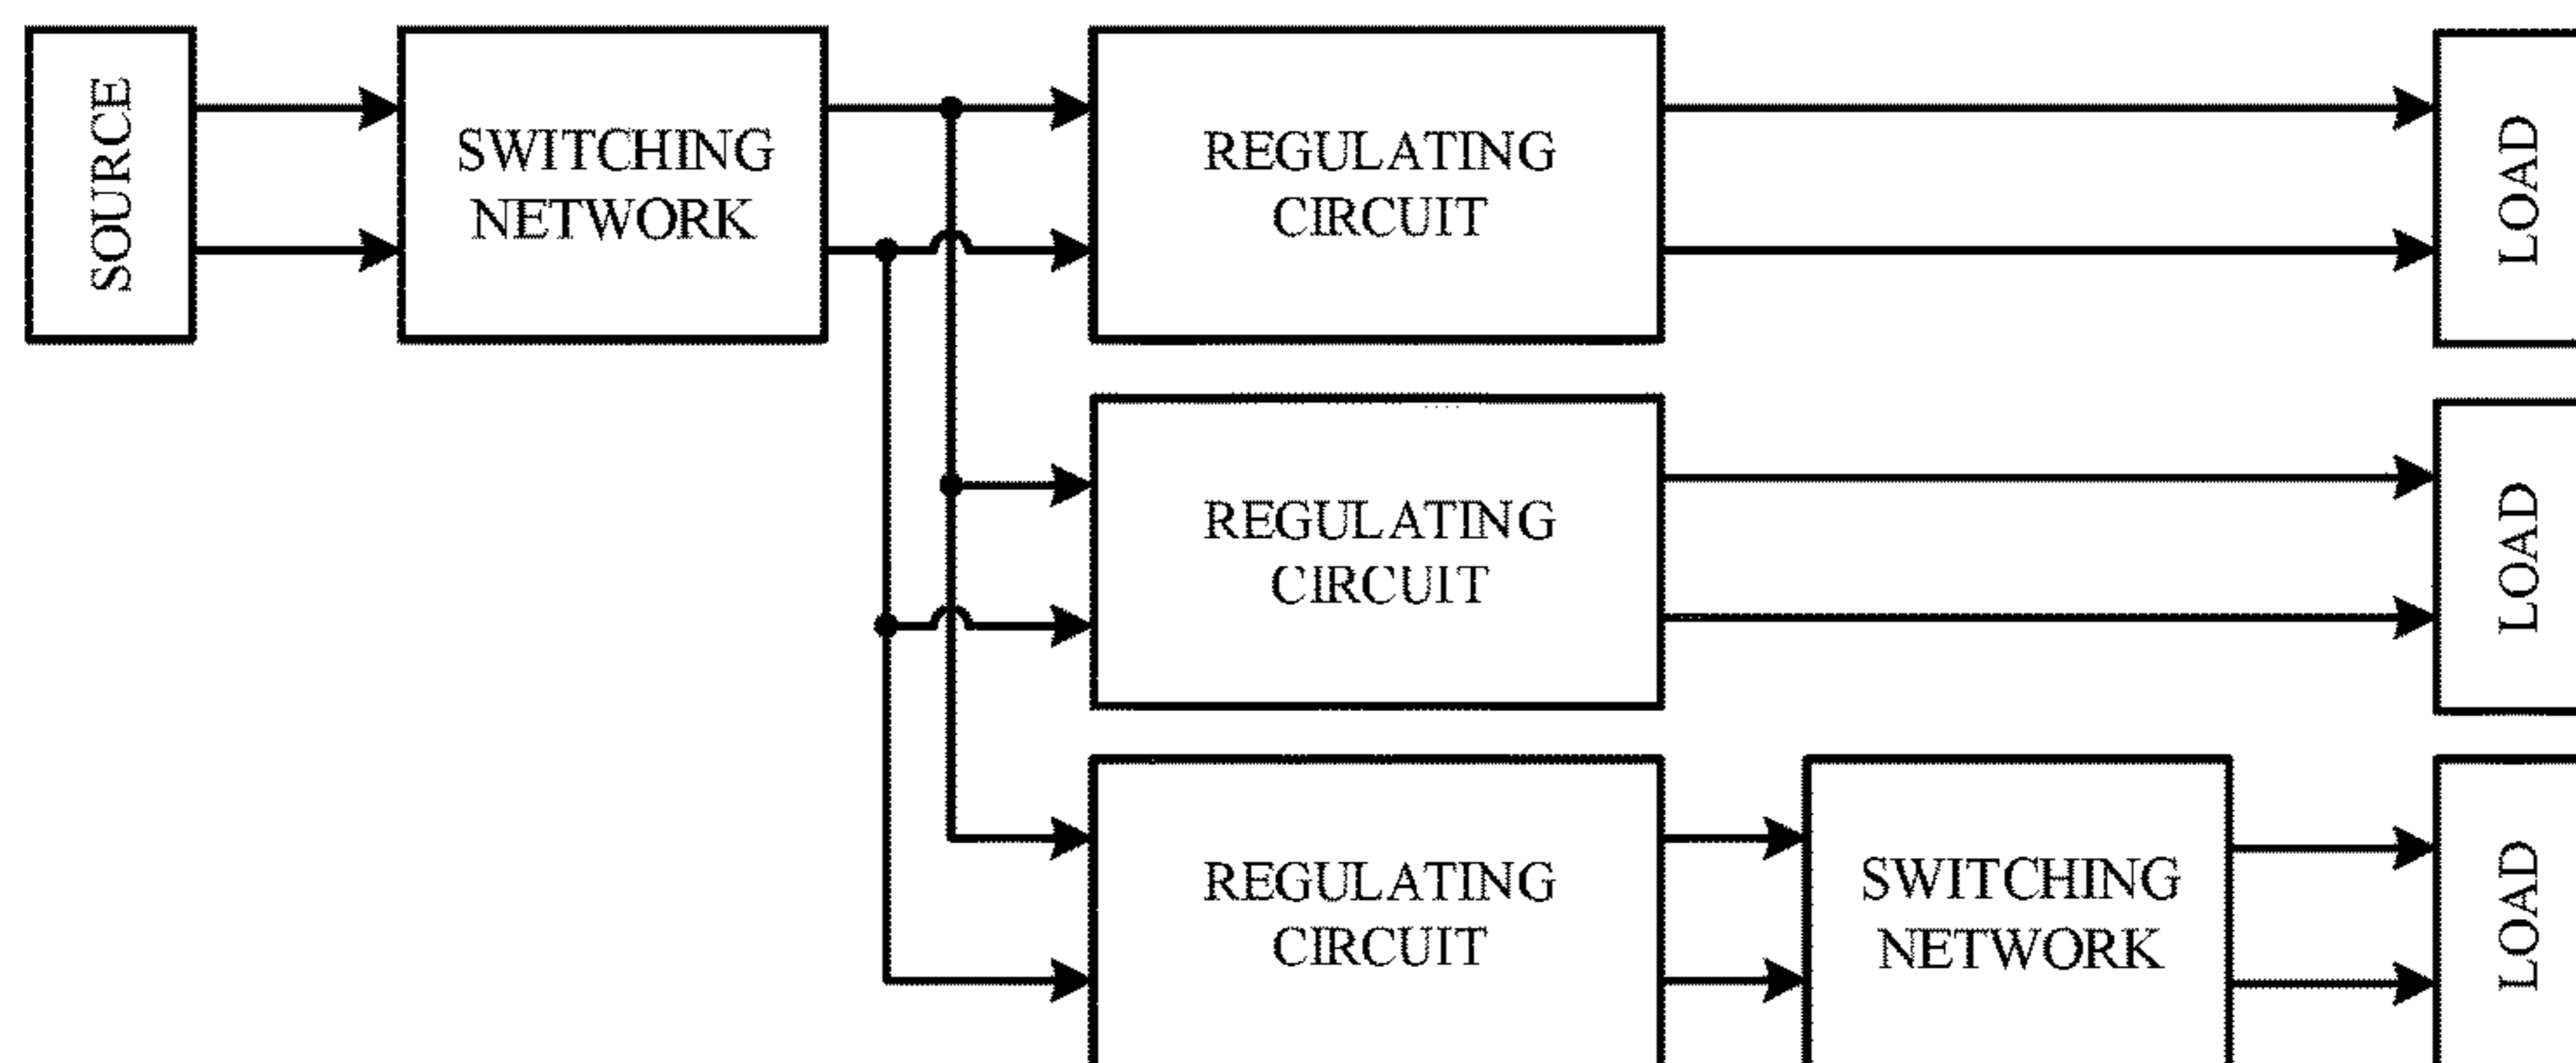 SOURCE
SWITCHING
NETWORK
REGULATING
CIRCUIT
LOAD
REGULATING
CIRCUIT
LOAD
REGULATING
CIRCUIT
SWITCHING
NETWORK
LOAD